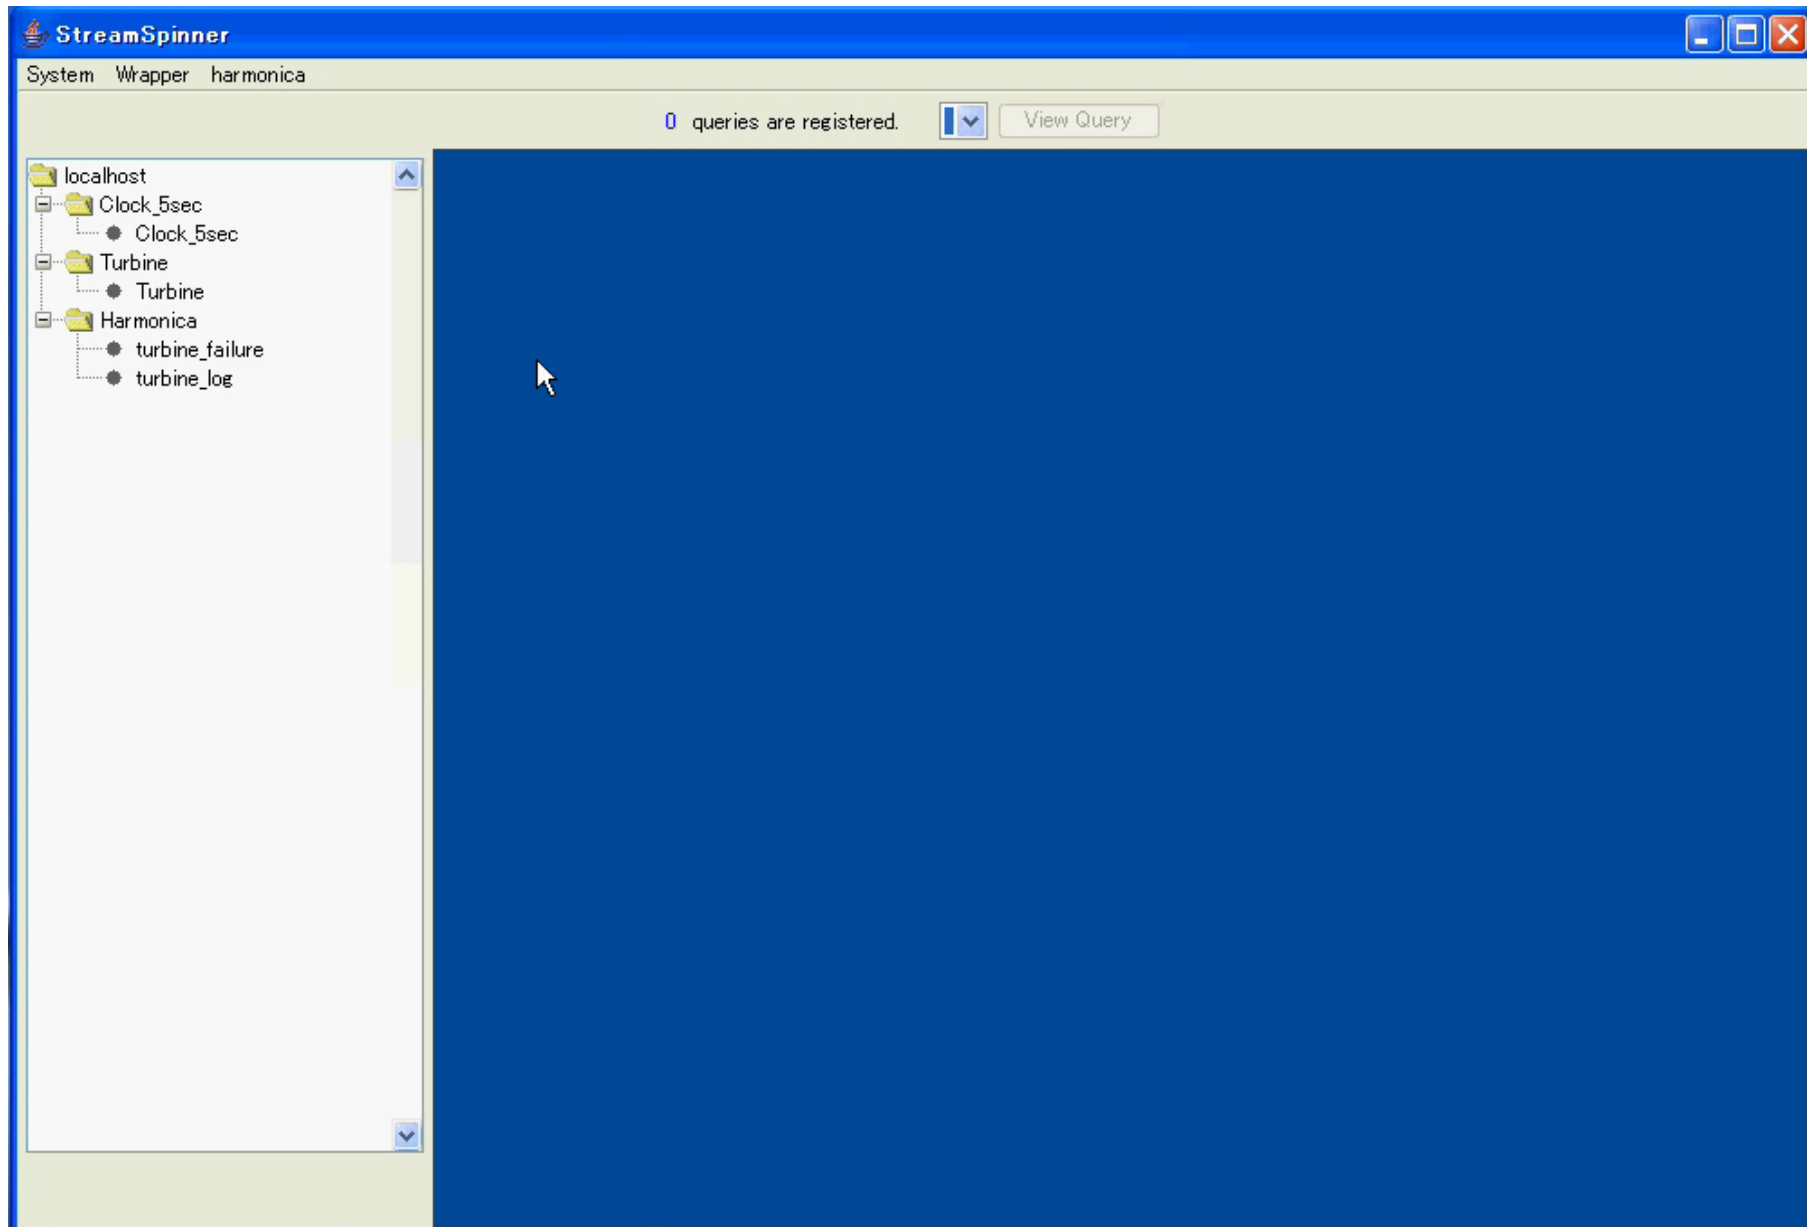 StreamSpinner
System Wrapper harmonica
0 queries are registered. View Query
localhost
Clock_5sec
Clock_5sec
Turbine
Turbine
Harmonica
turbine_failure
turbine_log